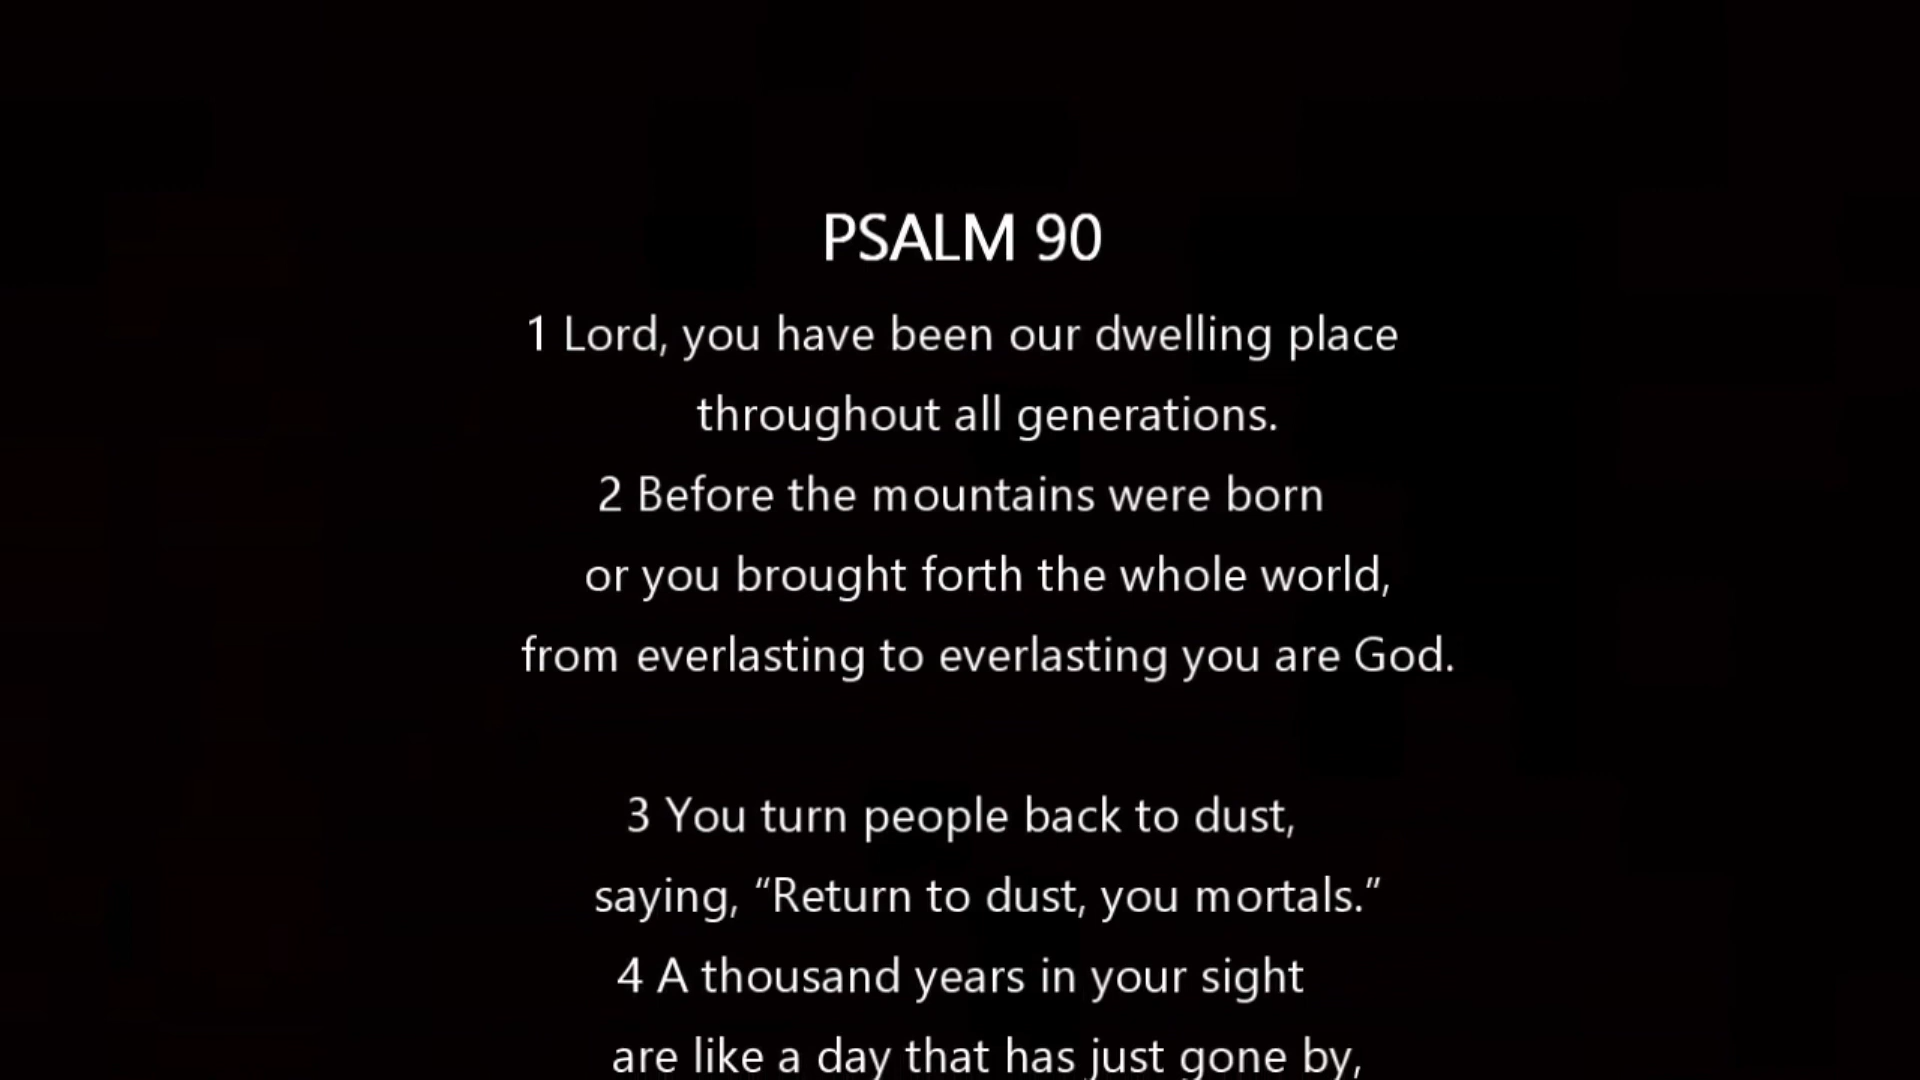 PSALM 90
1 Lord, you have been our dwelling place
throughout all generations.
2 Before the mountains were born
or you brought forth the whole world,
from everlasting to everlasting you are God.
3 You turn people back to dust,
saying, “Return to dust, you mortals.”
4 A thousand years in your sight
are like a day that has just gone by,